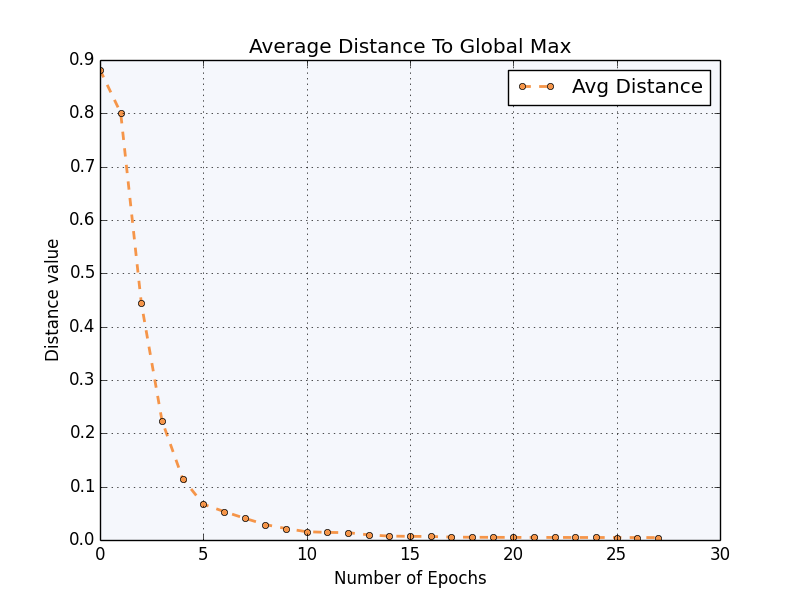 Average Distance To Global Max
Avg Distance
0.9
0.8
0.7
0.6
0.5
0.4
0.3
0.2
0.1
0.0
Distance value
0 5 10 15 20 25 30
Number of Epochs